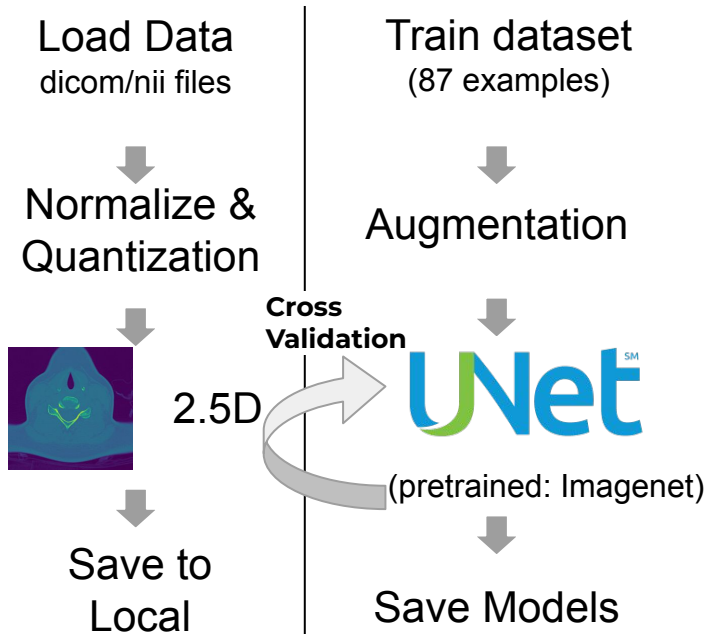 Load Data
dicom/nii files
Normalize &
Quantization
2.5D
Save to
Local
Train dataset
(87 examples)
Augmentation
Cross
Validation
UNet SM
(pretrained: Imagenet)
Save Models